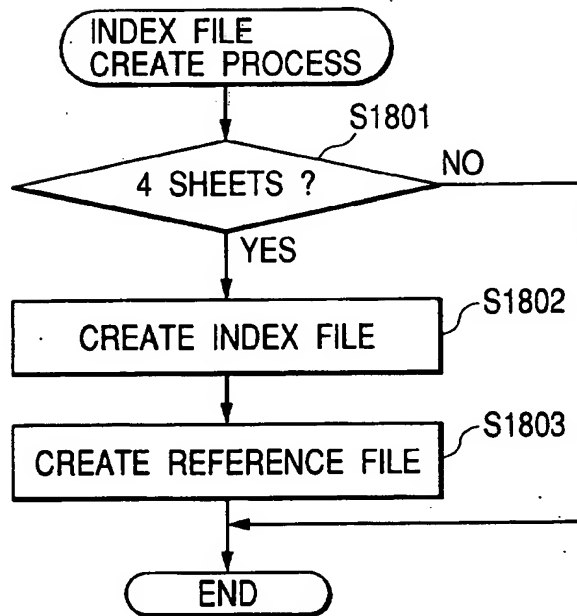 INDEX FILE
CREATE PROCESS
S1801
4 SHEETS ?
NO
YES
S1802
CREATE INDEX FILE
S1803
CREATE REFERENCE FILE
END